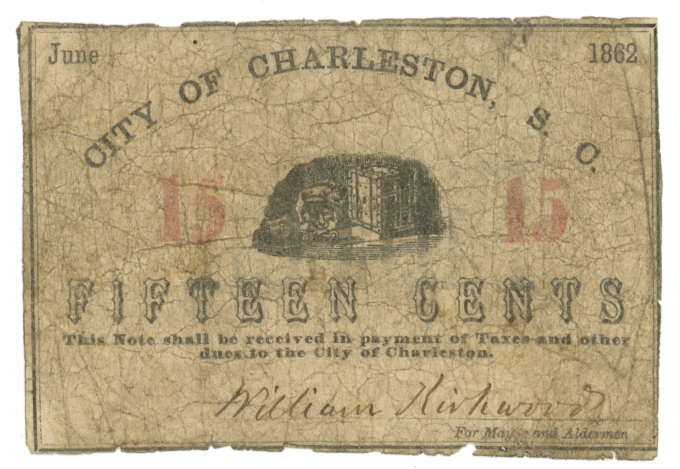 June 1862
CITY OF CHARLESTON, S. C.
15 15
FIFTEEN CENTS
This Note shall be received in payment of Taxes and other
dues to the City of Charleston.
William Kirkwood
For Mayor and Aldermen